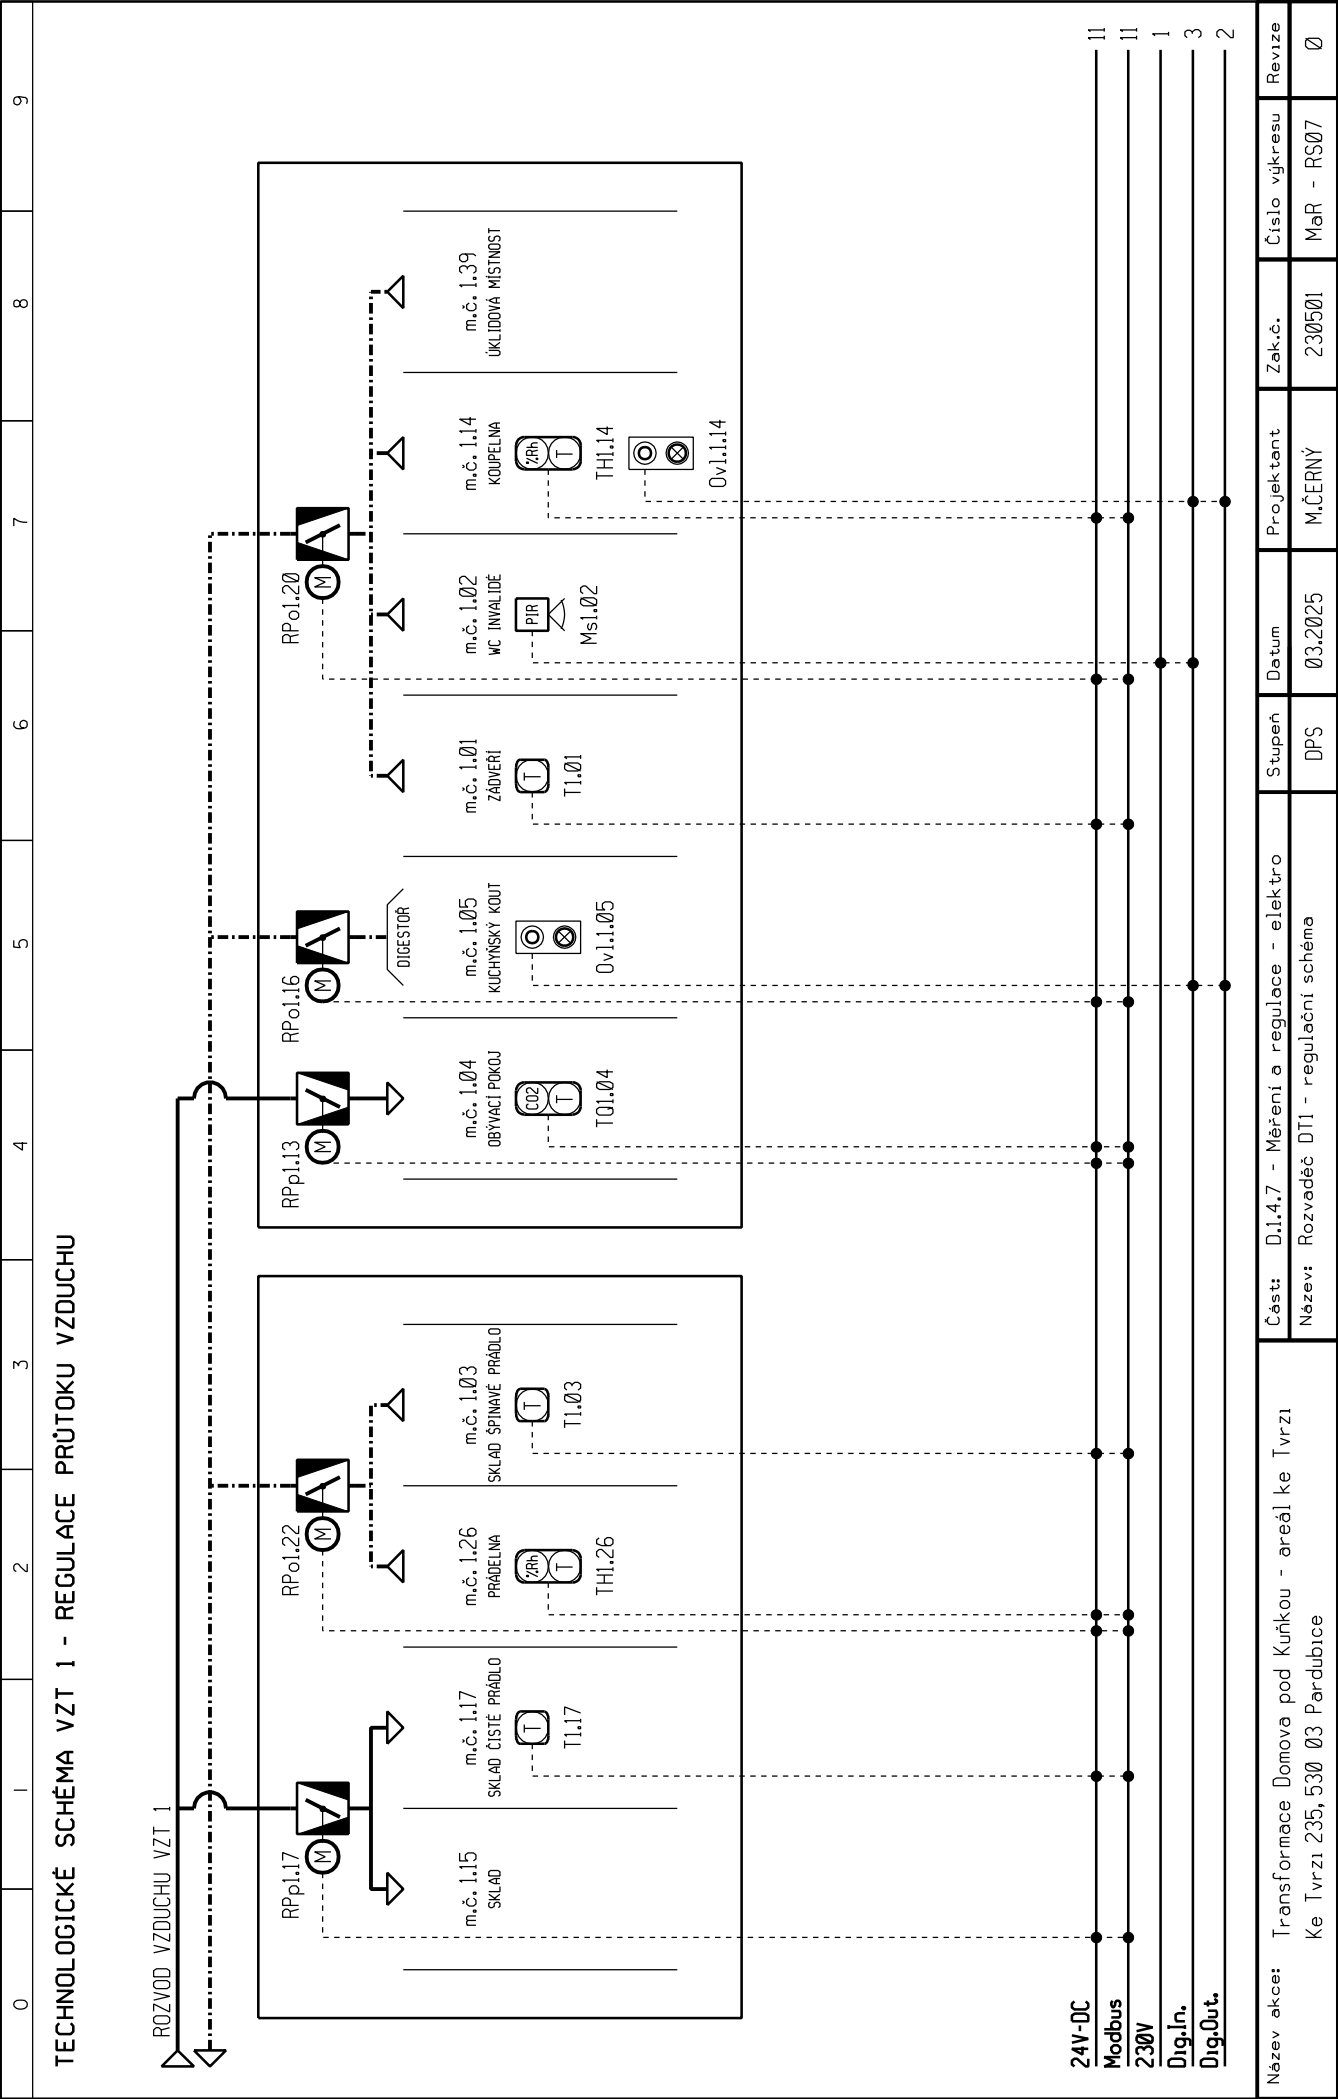 0 1 2 3 4 5 6 7 8 9
TECHNOLOGICKÉ SCHÉMA VZT 1 - REGULACE PRŮTOKU VZDUCHU
ROZVOD VZDUCHU VZT 1
RPp1.17
M
RPo1.22
M
RPp1.13
M
RPo1.16
M
RPo1.20
M
DIGESTOŘ
m.č. 1.15
SKLAD
m.č. 1.17
SKLAD ČISTÉ PRÁDLO
T
T1.17
m.č. 1.26
PRÁDELNA
%Rh
T
TH1.26
m.č. 1.03
SKLAD ŠPINAVÉ PRÁDLO
T
T1.03
m.č. 1.04
OBÝVACÍ POKOJ
CO2
T
TQ1.04
m.č. 1.05
KUCHYŇSKÝ KOUT
Ovl.1.05
m.č. 1.01
ZÁDVEŘÍ
T
T1.01
m.č. 1.02
WC INVALIDÉ
PIR
Ms1.02
m.č. 1.14
KOUPELNA
%Rh
T
TH1.14
Ovl.1.14
m.č. 1.39
ÚKLIDOVÁ MÍSTNOST
24V-DC 11
Modbus 11
230V 1
Dig.In. 3
Dig.Out. 2
Název akce: Transformace Domova pod Kuňkou - areál ke Tvrzi
Ke Tvrzi 235, 530 03 Pardubice
Část: D.1.4.7 - Měření a regulace - elektro
Název: Rozvaděč DT1 - regulační schéma
Stupeň
DPS
Datum
03.2025
Projektant
M.ČERNÝ
Zak.č.
230501
Číslo výkresu
MaR - RS07
Revize
0